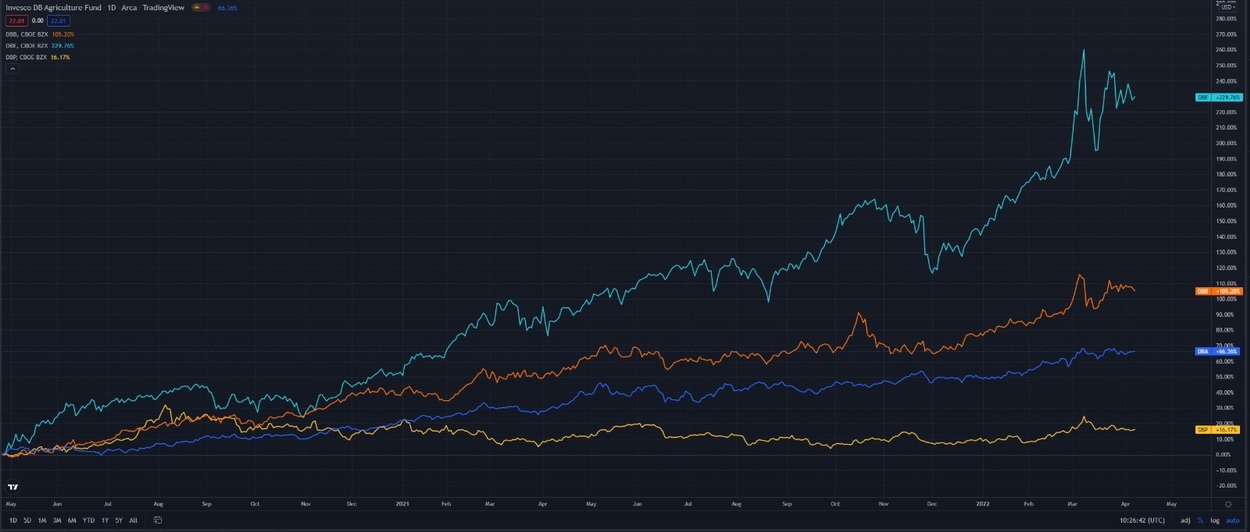 Invesco DB Agriculture Fund · 1D · Arca · TradingView 66.36%
22.01 0.00 22.01
DBB, CBOE BZX 105.20%
DBE, CBOE BZX 229.76%
DBP, CBOE BZX 16.17%
USD
280.00%
270.00%
260.00%
250.00%
240.00%
DBE +229.76%
220.00%
210.00%
200.00%
190.00%
180.00%
170.00%
160.00%
150.00%
140.00%
130.00%
120.00%
110.00%
DBB +105.20%
100.00%
90.00%
80.00%
70.00%
DBA +66.36%
60.00%
50.00%
40.00%
30.00%
20.00%
DBP +16.17%
10.00%
0.00%
-10.00%
-20.00%
May Jun Jul Aug Sep Oct Nov Dec 2021 Feb Mar Apr May Jun Jul Aug Sep Oct Nov Dec 2022 Feb Mar Apr May
1D 5D 1M 3M 6M YTD 1Y 5Y All 10:26:42 (UTC) adj % log auto